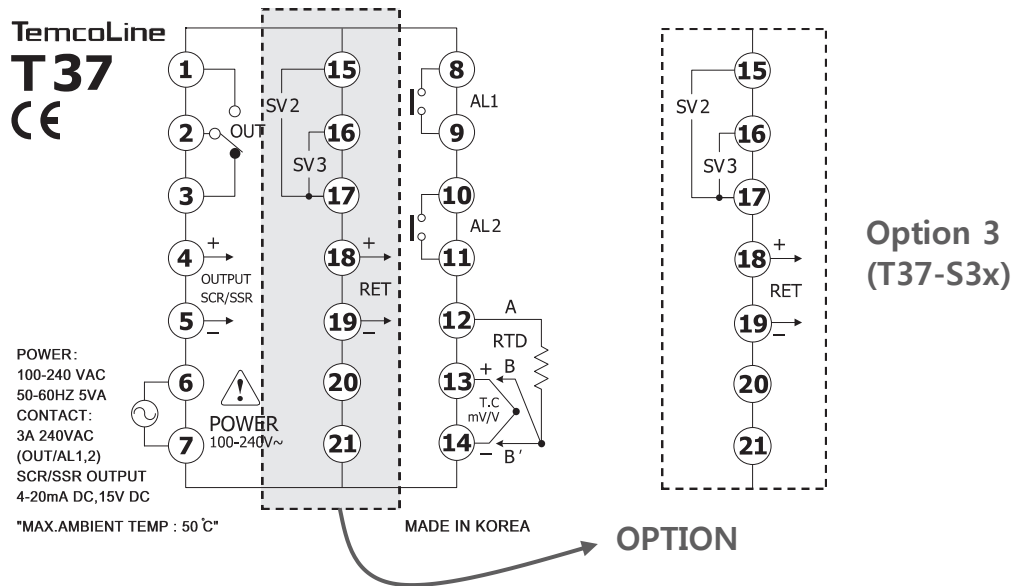 TemcoLine
T37
CE
1
2
3
OUT
4
+
OUTPUT
SCR/SSR
5
−
6
7
POWER
100-240V~
POWER:
100-240 VAC
50-60HZ 5VA
CONTACT:
3A 240VAC
(OUT/AL1,2)
SCR/SSR OUTPUT
4-20mA DC,15V DC
"MAX.AMBIENT TEMP : 50℃"
15
SV2
16
SV3
17
18
+
RET
19
−
20
21
8
AL1
9
10
AL2
11
12
A
RTD
13
+
B
T.C
mV/V
14
−
B'
MADE IN KOREA
OPTION
15
SV2
16
SV3
17
18
+
RET
19
−
20
21
Option 3
(T37-S3x)